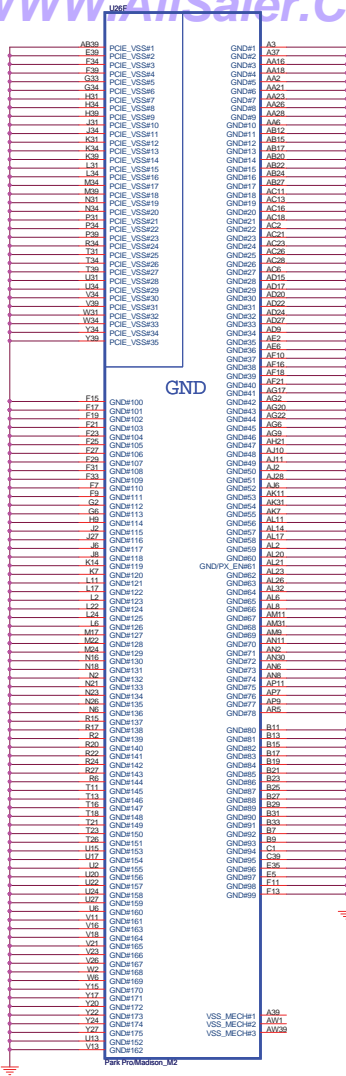 WWW.AllSaler.C
U26F
AB39 PCIE_VSS#1
E39 PCIE_VSS#2
F34 PCIE_VSS#3
F39 PCIE_VSS#4
G33 PCIE_VSS#5
G34 PCIE_VSS#6
H31 PCIE_VSS#7
H34 PCIE_VSS#8
H39 PCIE_VSS#9
J31 PCIE_VSS#10
J34 PCIE_VSS#11
K31 PCIE_VSS#12
K34 PCIE_VSS#13
K39 PCIE_VSS#14
L31 PCIE_VSS#15
L34 PCIE_VSS#16
M34 PCIE_VSS#17
M39 PCIE_VSS#18
N31 PCIE_VSS#19
N34 PCIE_VSS#20
P31 PCIE_VSS#21
P34 PCIE_VSS#22
P39 PCIE_VSS#23
R34 PCIE_VSS#24
T31 PCIE_VSS#25
T34 PCIE_VSS#26
T39 PCIE_VSS#27
U31 PCIE_VSS#28
U34 PCIE_VSS#29
V34 PCIE_VSS#30
V39 PCIE_VSS#31
W31 PCIE_VSS#32
W34 PCIE_VSS#33
Y34 PCIE_VSS#34
Y39 PCIE_VSS#35
GND
F15 GND#100
F17 GND#101
F19 GND#102
F21 GND#103
F23 GND#104
F25 GND#105
F27 GND#106
F29 GND#107
F31 GND#108
F33 GND#109
F7 GND#110
F9 GND#111
G2 GND#112
G6 GND#113
H9 GND#114
J2 GND#115
J27 GND#116
J6 GND#117
J8 GND#118
K14 GND#119
K7 GND#120
L11 GND#121
L17 GND#122
L2 GND#123
L22 GND#124
L24 GND#125
L6 GND#126
M17 GND#127
M22 GND#128
M24 GND#129
N16 GND#130
N18 GND#131
N2 GND#132
N21 GND#133
N23 GND#134
N26 GND#135
N6 GND#136
R15 GND#137
R17 GND#138
R2 GND#139
R20 GND#140
R22 GND#141
R24 GND#142
R27 GND#143
R6 GND#144
T11 GND#145
T13 GND#146
T16 GND#147
T18 GND#148
T21 GND#149
T23 GND#150
T26 GND#151
U15 GND#153
U17 GND#154
U2 GND#155
U20 GND#156
U22 GND#157
U24 GND#158
U27 GND#159
U6 GND#160
V11 GND#161
V16 GND#163
V18 GND#164
V21 GND#165
V23 GND#166
V26 GND#167
W2 GND#168
W6 GND#169
Y15 GND#170
Y17 GND#171
Y20 GND#172
Y22 GND#173
Y24 GND#174
Y27 GND#175
U13 GND#152
V13 GND#162
GND#1 A3
GND#2 A37
GND#3 AA16
GND#4 AA18
GND#5 AA2
GND#6 AA21
GND#7 AA23
GND#8 AA26
GND#9 AA28
GND#10 AA6
GND#11 AB12
GND#12 AB15
GND#13 AB17
GND#14 AB20
GND#15 AB22
GND#16 AB24
GND#17 AB27
GND#18 AC11
GND#19 AC13
GND#20 AC16
GND#21 AC18
GND#22 AC2
GND#23 AC21
GND#24 AC23
GND#25 AC26
GND#26 AC28
GND#27 AC6
GND#28 AD15
GND#29 AD17
GND#30 AD20
GND#31 AD22
GND#32 AD24
GND#33 AD27
GND#34 AD9
GND#35 AE2
GND#36 AE6
GND#37 AF10
GND#38 AF16
GND#39 AF18
GND#40 AF21
GND#41 AG17
GND#42 AG2
GND#43 AG20
GND#44 AG22
GND#45 AG6
GND#46 AG9
GND#47 AH21
GND#48 AJ10
GND#49 AJ11
GND#50 AJ2
GND#51 AJ28
GND#52 AJ6
GND#53 AK11
GND#54 AK31
GND#55 AK7
GND#56 AL11
GND#57 AL14
GND#58 AL17
GND#59 AL2
GND#60 AL20
GND/PX_EN#61 AL21
GND#62 AL23
GND#63 AL26
GND#64 AL32
GND#65 AL6
GND#66 AL8
GND#67 AM11
GND#68 AM31
GND#69 AM9
GND#70 AN11
GND#71 AN2
GND#72 AN30
GND#73 AN6
GND#74 AN8
GND#75 AP11
GND#76 AP7
GND#77 AP9
GND#78 AR5
GND#80 B11
GND#81 B13
GND#82 B15
GND#83 B17
GND#84 B19
GND#85 B21
GND#86 B23
GND#87 B25
GND#88 B27
GND#89 B29
GND#90 B31
GND#91 B33
GND#92 B7
GND#93 B9
GND#94 C1
GND#95 C39
GND#96 E35
GND#97 E5
GND#98 F11
GND#99 F13
VSS_MECH#1 A39
VSS_MECH#2 AW1
VSS_MECH#3 AW39
Park Pro/Madison_M2